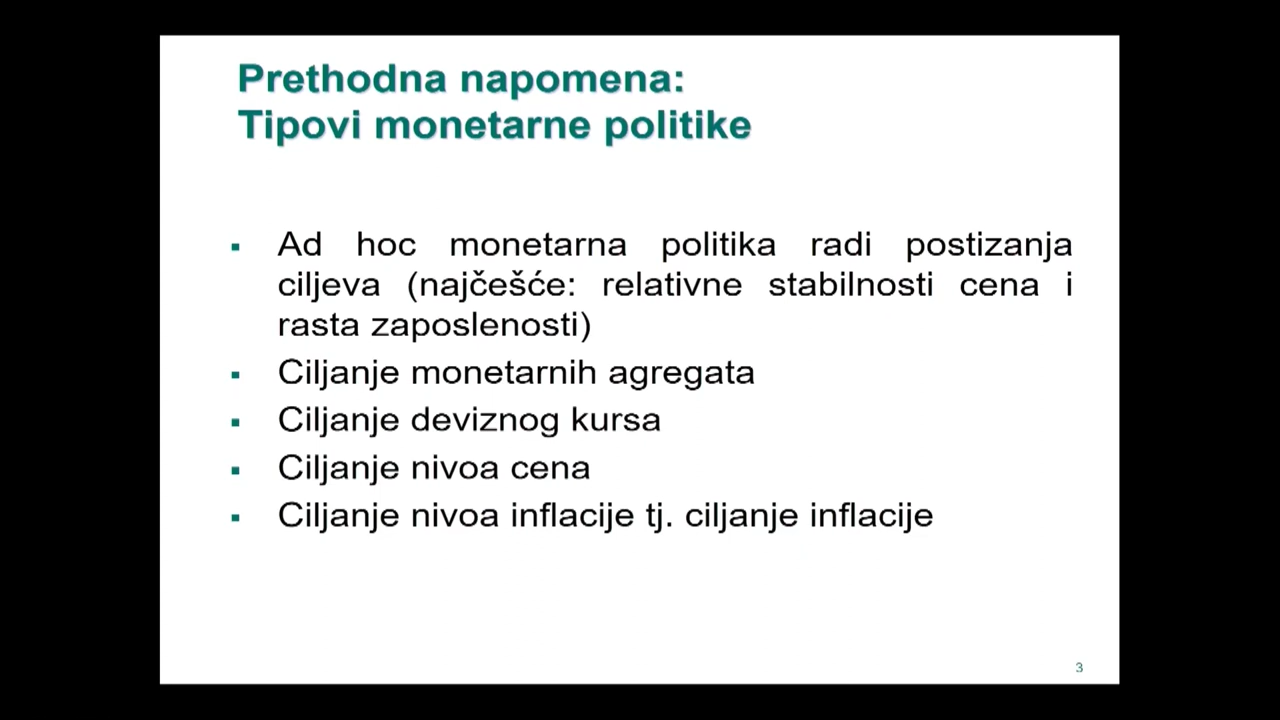 Prethodna napomena:
Tipovi monetarne politike
▪ Ad hoc monetarna politika radi postizanja
ciljeva (najčešće: relativne stabilnosti cena i
rasta zaposlenosti)
▪ Ciljanje monetarnih agregata
▪ Ciljanje deviznog kursa
▪ Ciljanje nivoa cena
▪ Ciljanje nivoa inflacije tj. ciljanje inflacije
3